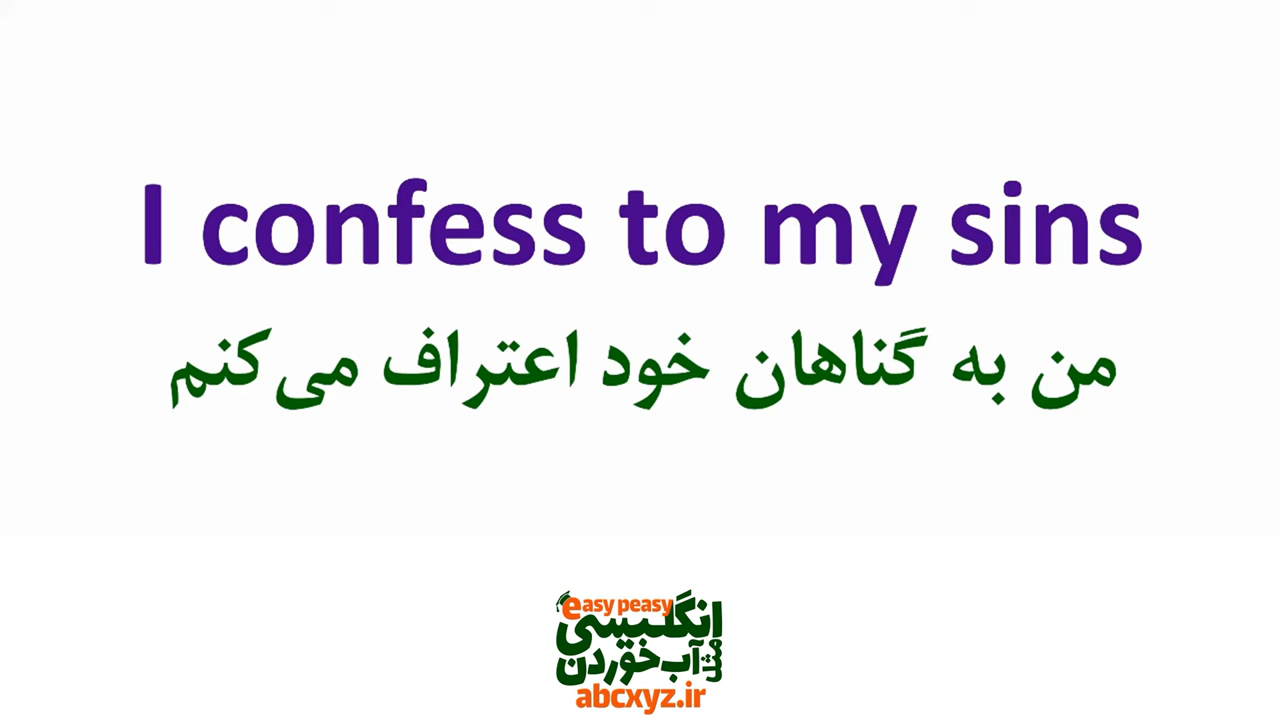 I confess to my sins
من به گناهان خود اعتراف می‌کنم
easy peasy
انگلیسی
مثل آب خوردن
abcxyz.ir